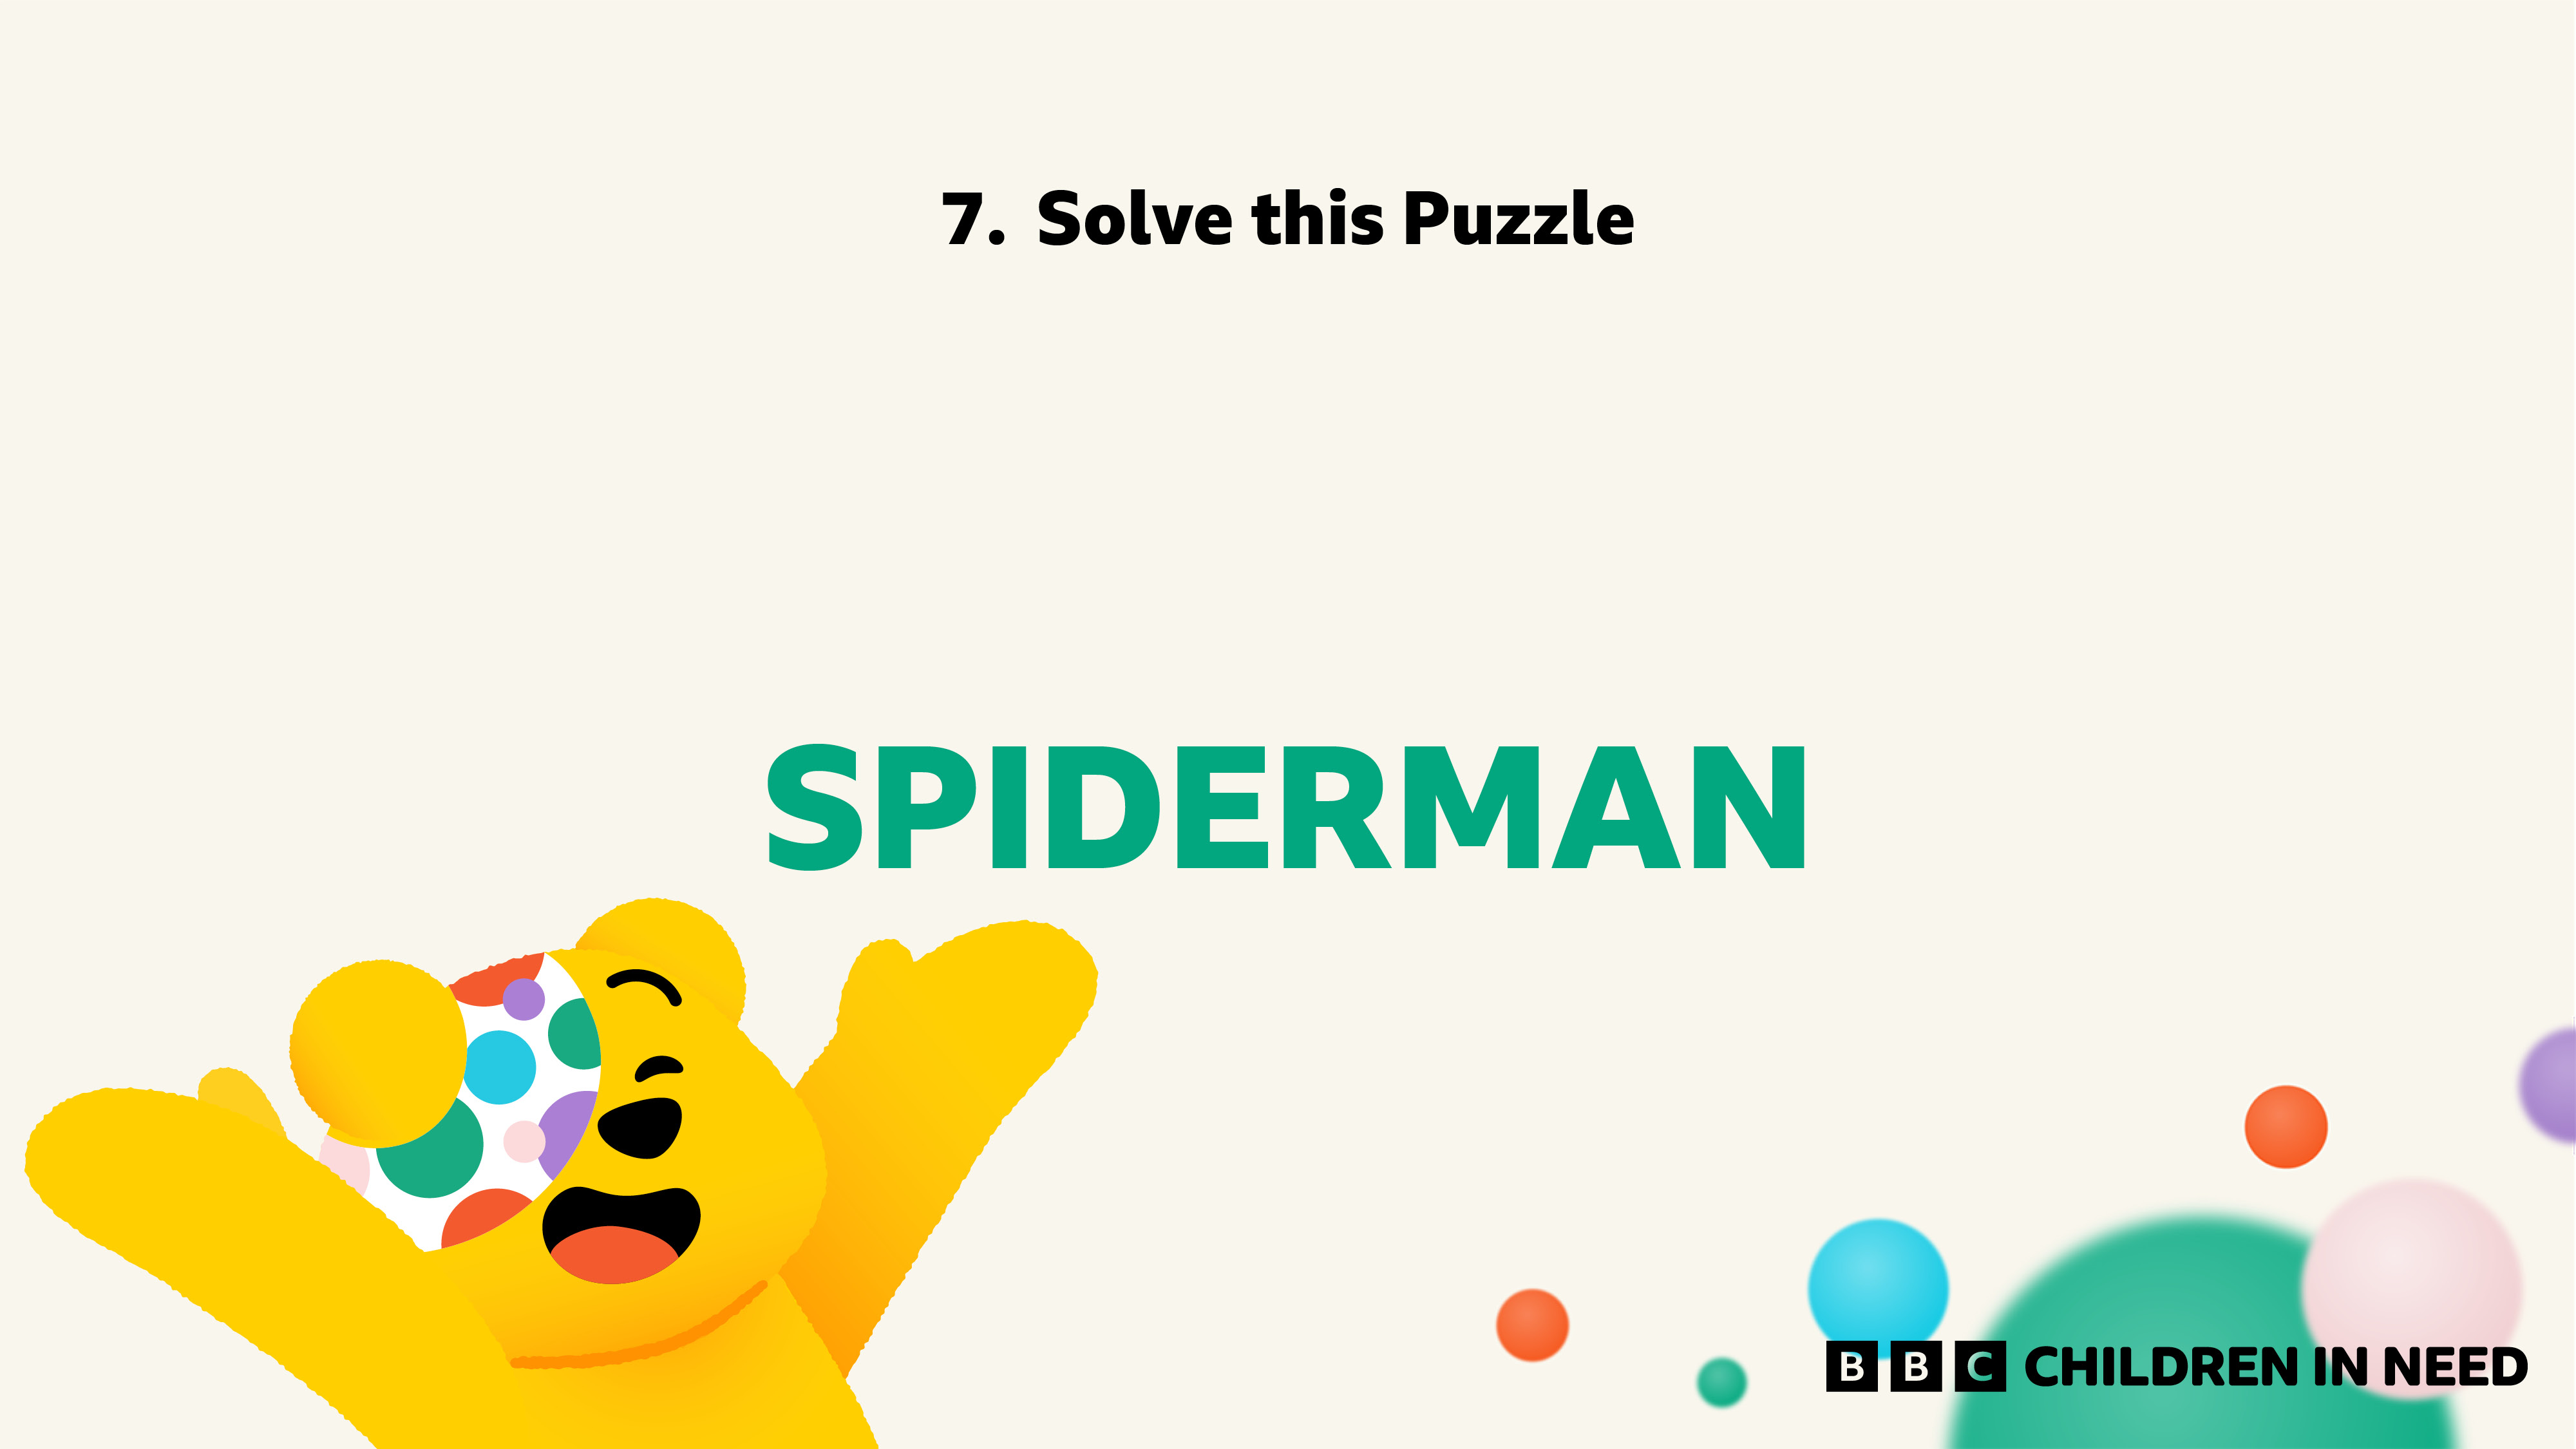 7. Solve this Puzzle
SPIDERMAN
BBC CHILDREN IN NEED